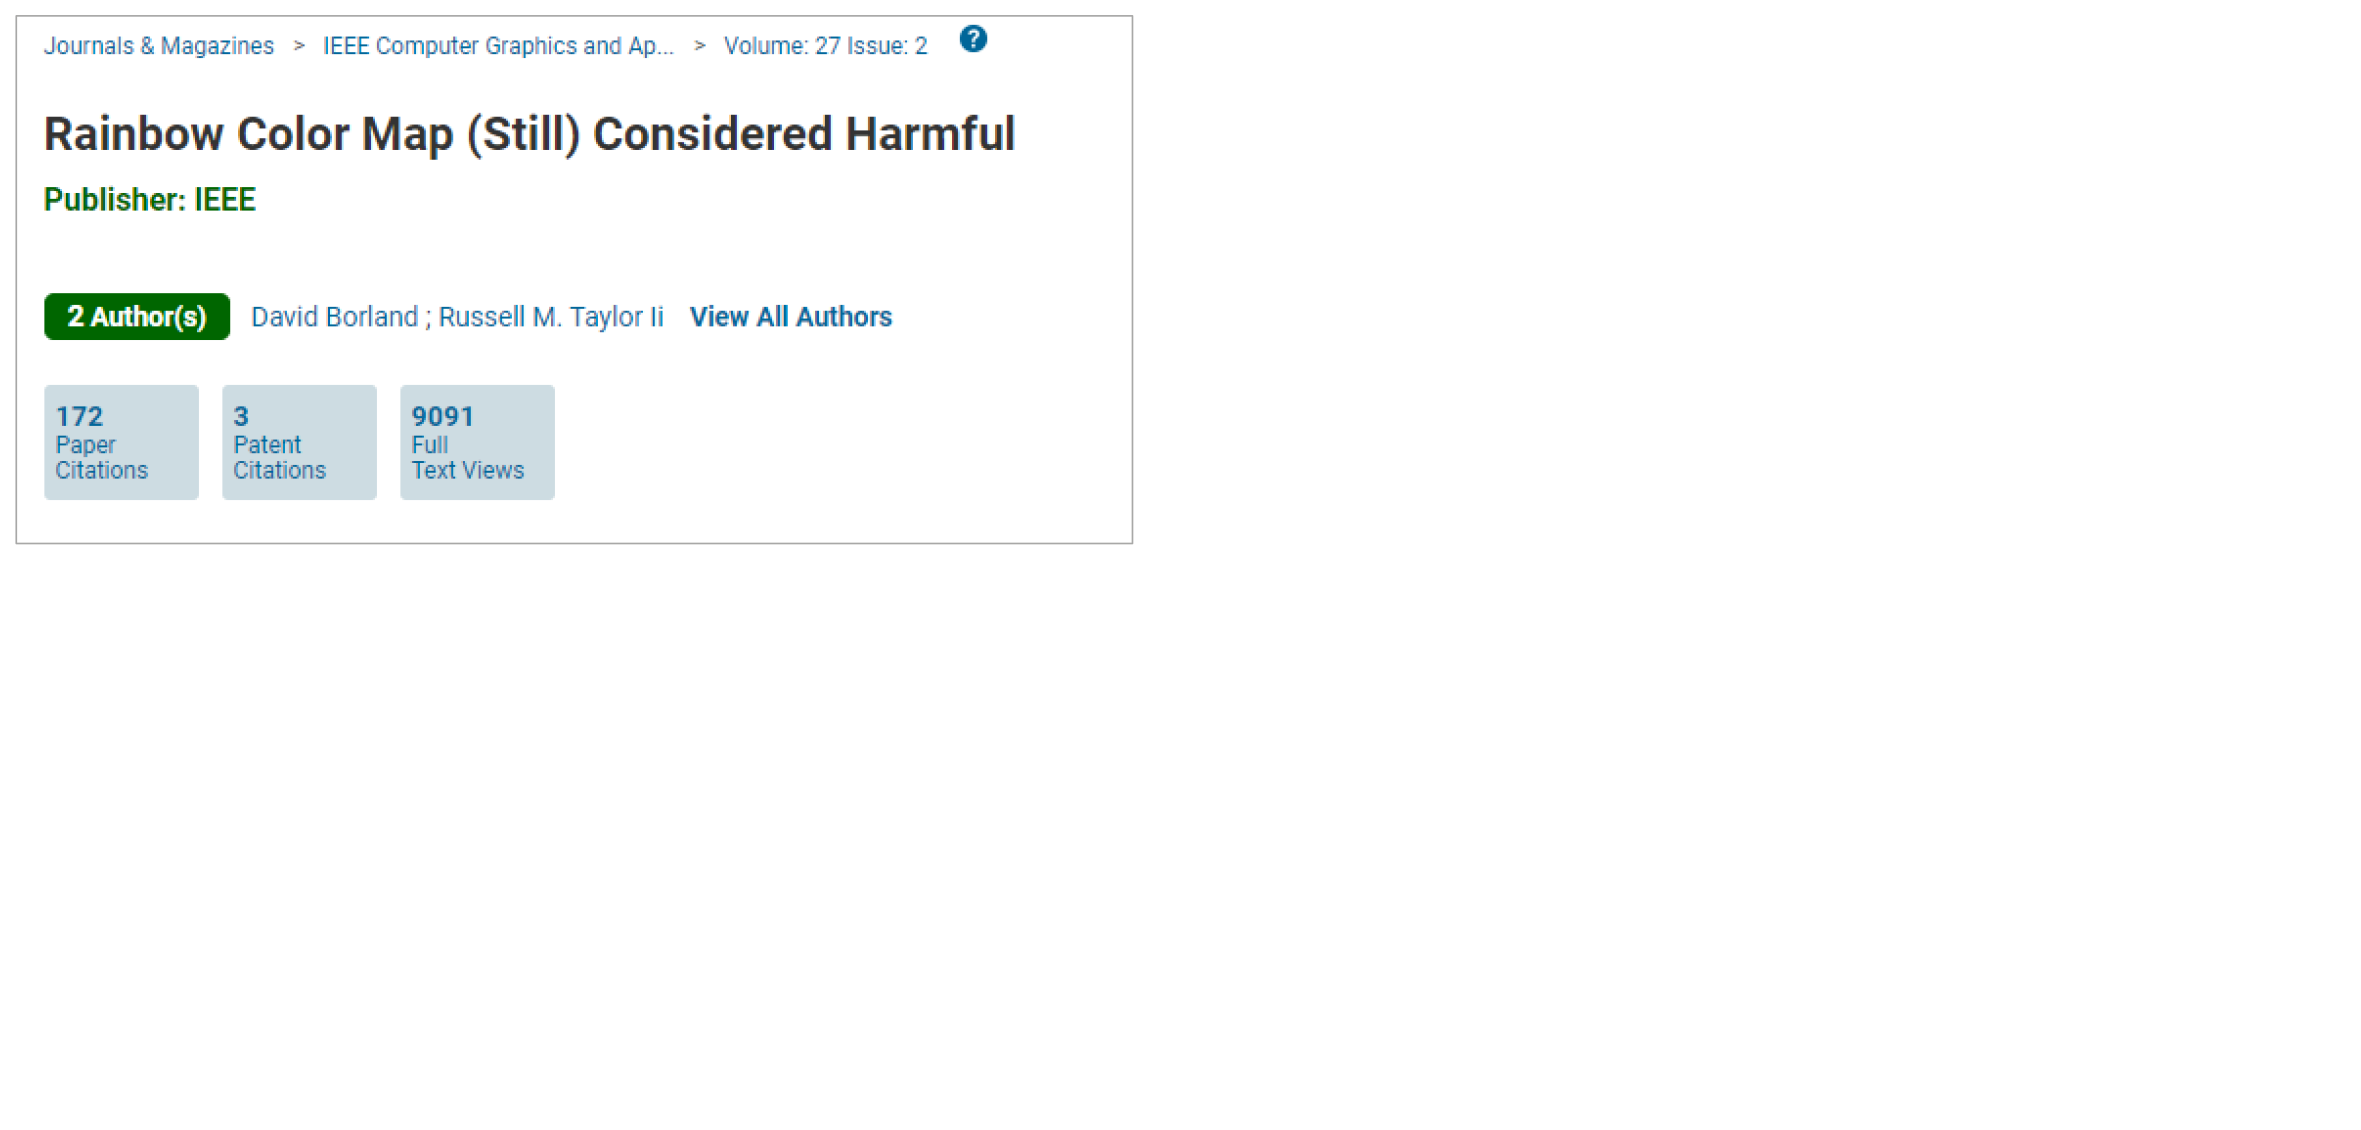 Journals & Magazines > IEEE Computer Graphics and Ap... > Volume: 27 Issue: 2 ?
Rainbow Color Map (Still) Considered Harmful
Publisher: IEEE
2 Author(s) David Borland ; Russell M. Taylor Ii View All Authors
172 3 9091
Paper Patent Full
Citations Citations Text Views